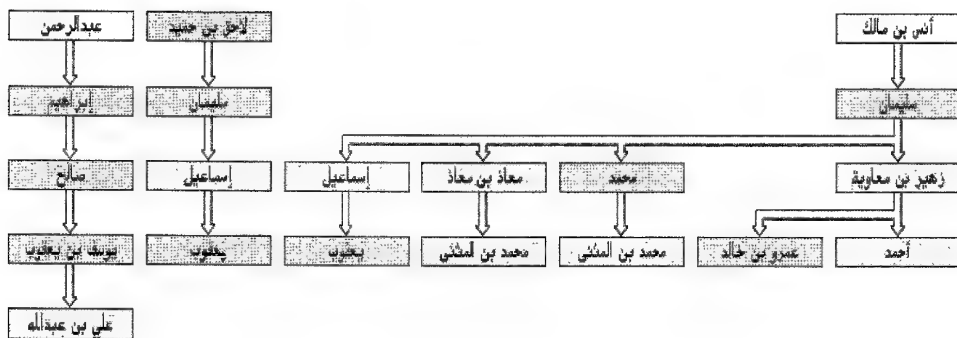 أنس بن مالك
لاحق بن حميد
عبدالرحمن
سليمان
سليمان
إبراهيم
زهير بن معاوية
محمد
معاذ بن معاذ
إسماعيل
إسماعيل
صالح
أحمد
عمرو بن خالد
محمد بن المثنى
محمد بن المثنى
يعقوب
يعقوب
يوسف بن يعقوب
علي بن عبدالله